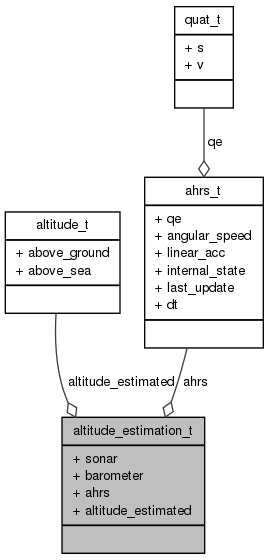 quat_t
+ s
+ v
qe
ahrs_t
+ qe
+ angular_speed
+ linear_acc
+ internal_state
+ last_update
+ dt
altitude_t
+ above_ground
+ above_sea
altitude_estimated
ahrs
altitude_estimation_t
+ sonar
+ barometer
+ ahrs
+ altitude_estimated